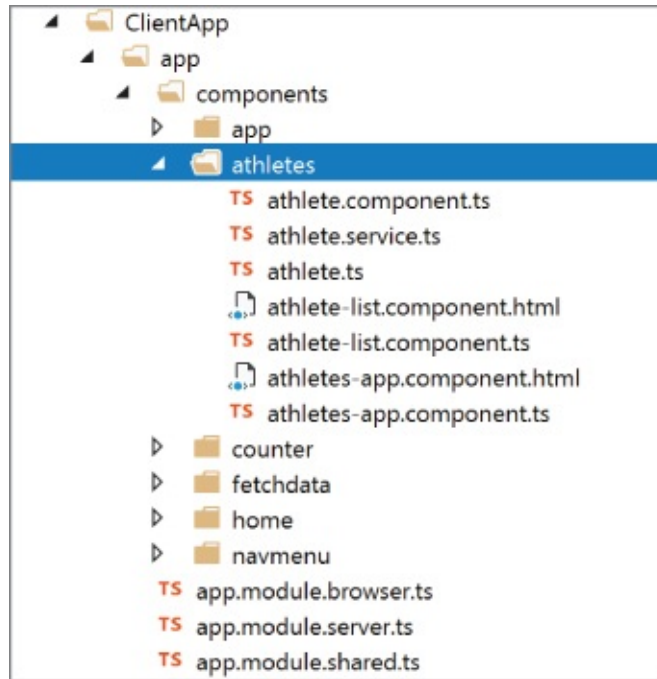 ClientApp
app
components
app
athletes
TS athlete.component.ts
TS athlete.service.ts
TS athlete.ts
athlete-list.component.html
TS athlete-list.component.ts
athletes-app.component.html
TS athletes-app.component.ts
counter
fetchdata
home
navmenu
TS app.module.browser.ts
TS app.module.server.ts
TS app.module.shared.ts